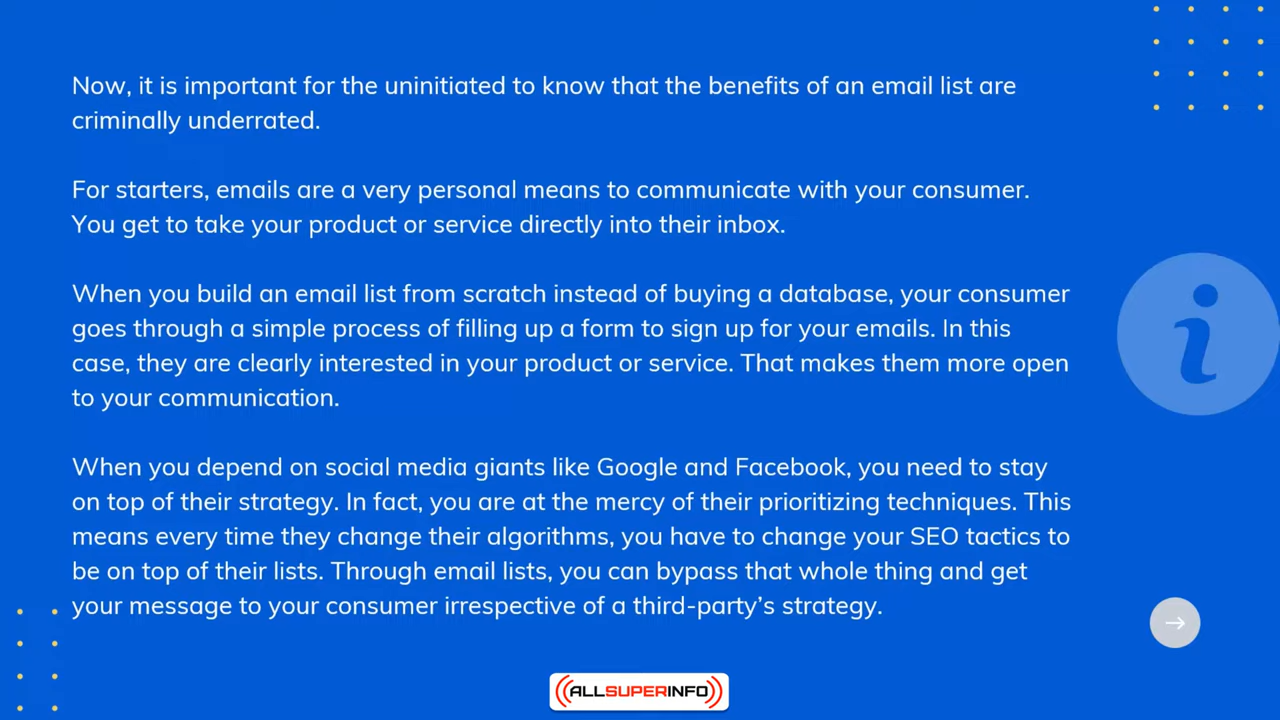 Now, it is important for the uninitiated to know that the benefits of an email list are
criminally underrated.
For starters, emails are a very personal means to communicate with your consumer.
You get to take your product or service directly into their inbox.
When you build an email list from scratch instead of buying a database, your consumer
goes through a simple process of filling up a form to sign up for your emails. In this
case, they are clearly interested in your product or service. That makes them more open
to your communication.
When you depend on social media giants like Google and Facebook, you need to stay
on top of their strategy. In fact, you are at the mercy of their prioritizing techniques. This
means every time they change their algorithms, you have to change your SEO tactics to
be on top of their lists. Through email lists, you can bypass that whole thing and get
your message to your consumer irrespective of a third-party’s strategy.
i
ALLSUPERINFO